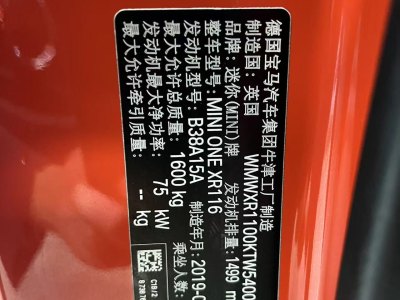 德国宝马汽车集团牛津工厂制造
制造国：英国 WMWXR1100KTW5400
品牌：迷你(MINI)牌
整车型号：MINI ONE XR116 发动机排量：1499 m
发动机型号：B38A15A 制造年月：2019-0
最大允许总质量：1600 kg 乘坐人数
发动机最大净功率：75 kW
最大允许牵引质量：-- kg
C1B/2